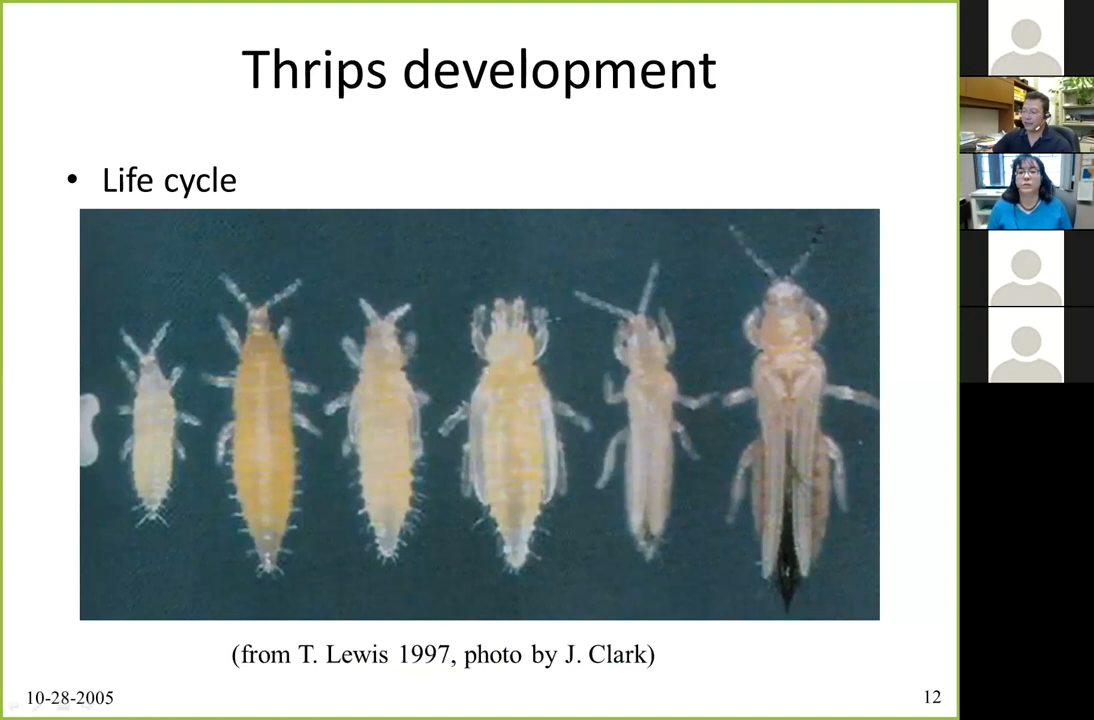 Thrips development
• Life cycle
(from T. Lewis 1997, photo by J. Clark)
10-28-2005
12